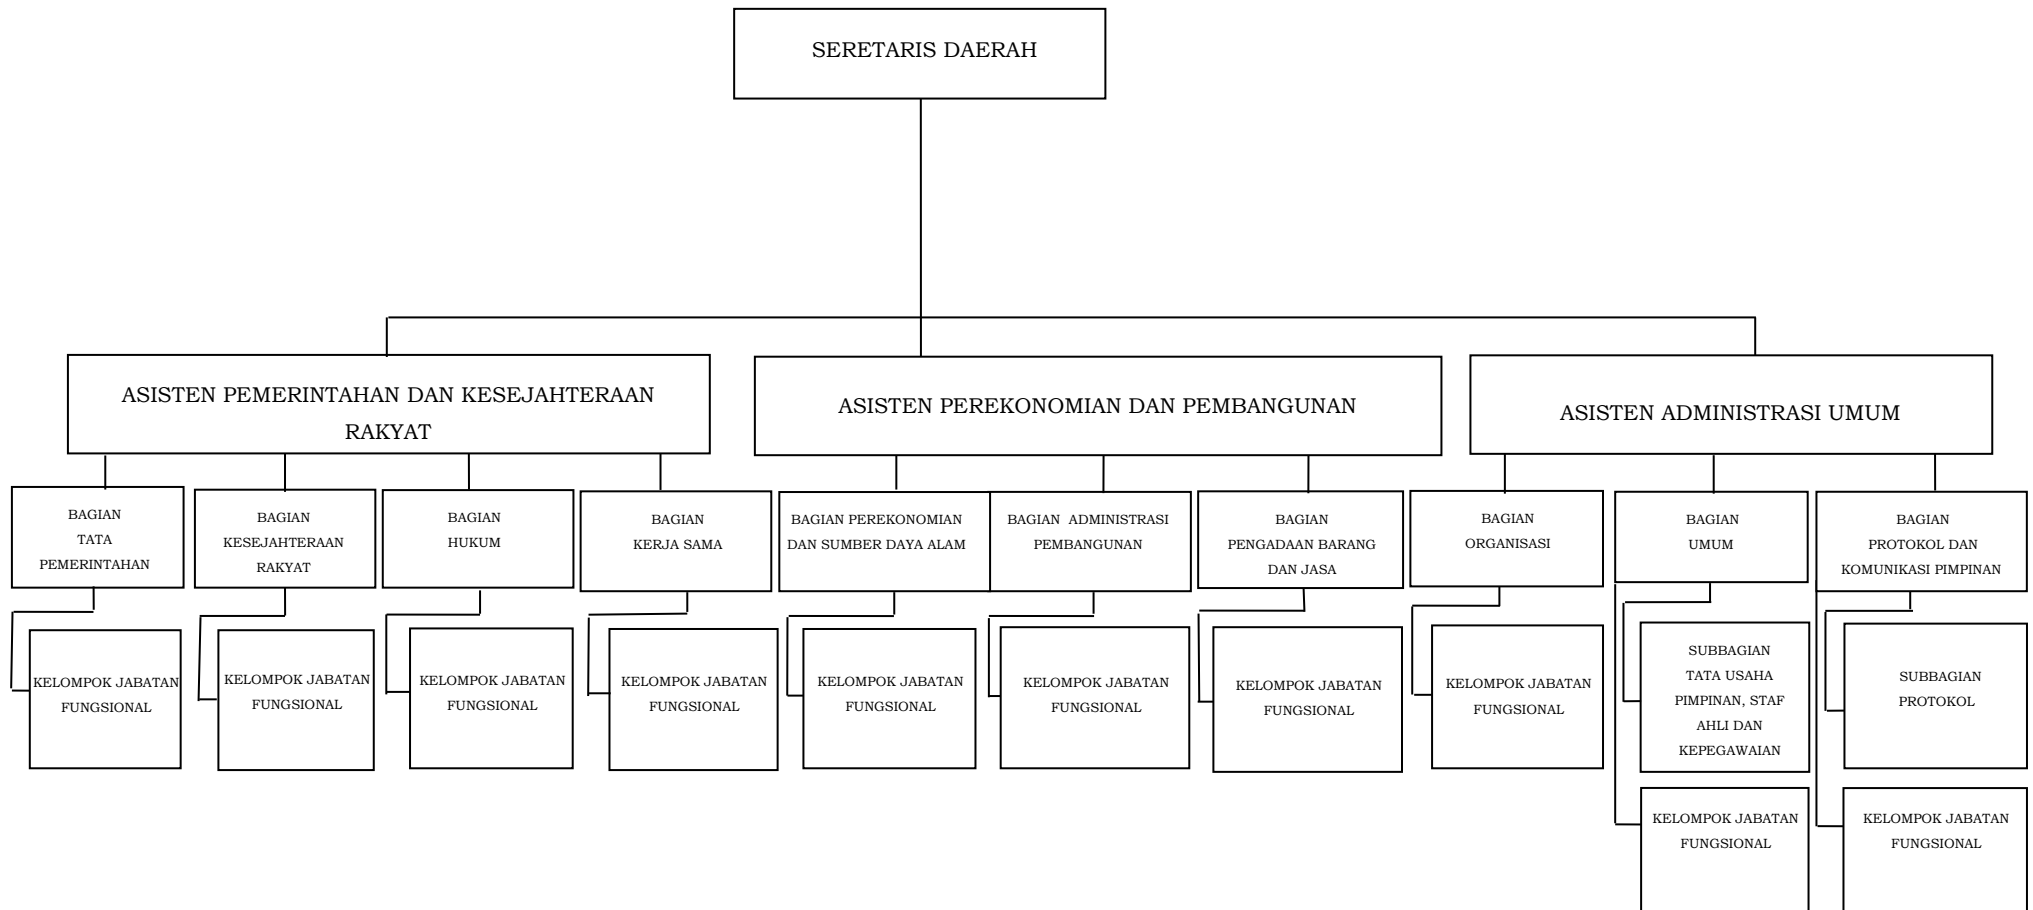 SERETARIS DAERAH
ASISTEN PEMERINTAHAN DAN KESEJAHTERAAN
RAKYAT
ASISTEN PEREKONOMIAN DAN PEMBANGUNAN
ASISTEN ADMINISTRASI UMUM
BAGIAN
TATA
PEMERINTAHAN
BAGIAN
KESEJAHTERAAN
RAKYAT
BAGIAN
HUKUM
BAGIAN
KERJA SAMA
BAGIAN PEREKONOMIAN
DAN SUMBER DAYA ALAM
BAGIAN ADMINISTRASI
PEMBANGUNAN
BAGIAN
PENGADAAN BARANG
DAN JASA
BAGIAN
ORGANISASI
BAGIAN
UMUM
BAGIAN
PROTOKOL DAN
KOMUNIKASI PIMPINAN
KELOMPOK JABATAN
FUNGSIONAL
KELOMPOK JABATAN
FUNGSIONAL
KELOMPOK JABATAN
FUNGSIONAL
KELOMPOK JABATAN
FUNGSIONAL
KELOMPOK JABATAN
FUNGSIONAL
KELOMPOK JABATAN
FUNGSIONAL
KELOMPOK JABATAN
FUNGSIONAL
KELOMPOK JABATAN
FUNGSIONAL
SUBBAGIAN
TATA USAHA
PIMPINAN, STAF
AHLI DAN
KEPEGAWAIAN
SUBBAGIAN
PROTOKOL
KELOMPOK JABATAN
FUNGSIONAL
KELOMPOK JABATAN
FUNGSIONAL